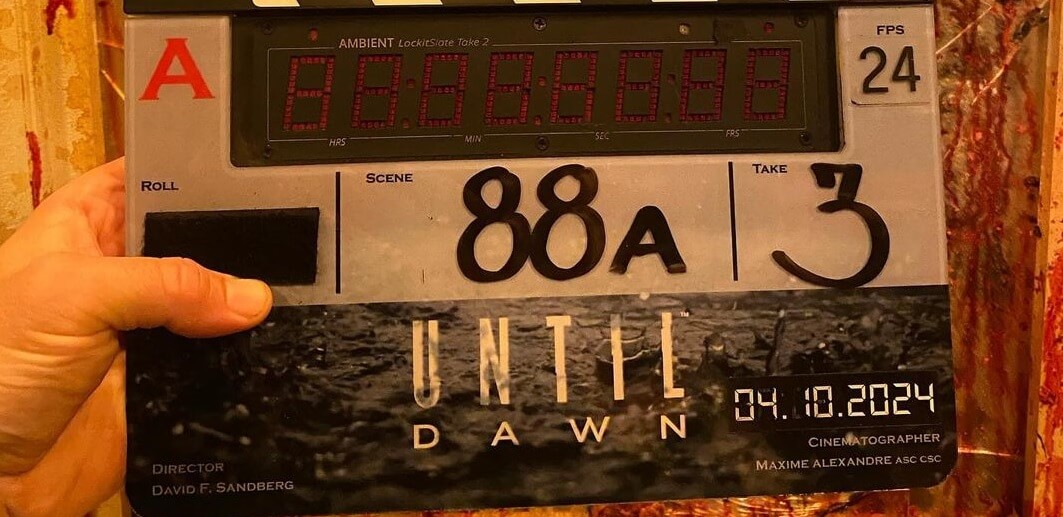 AMBIENT LockitSlate Take 2
A
FPS
24
HRS MIN SEC FRS
ROLL
SCENE
88A
TAKE
3
UNTIL™
DAWN
04.10.2024
CINEMATOGRAPHER
MAXIME ALEXANDRE ASC CSC
DIRECTOR
DAVID F. SANDBERG